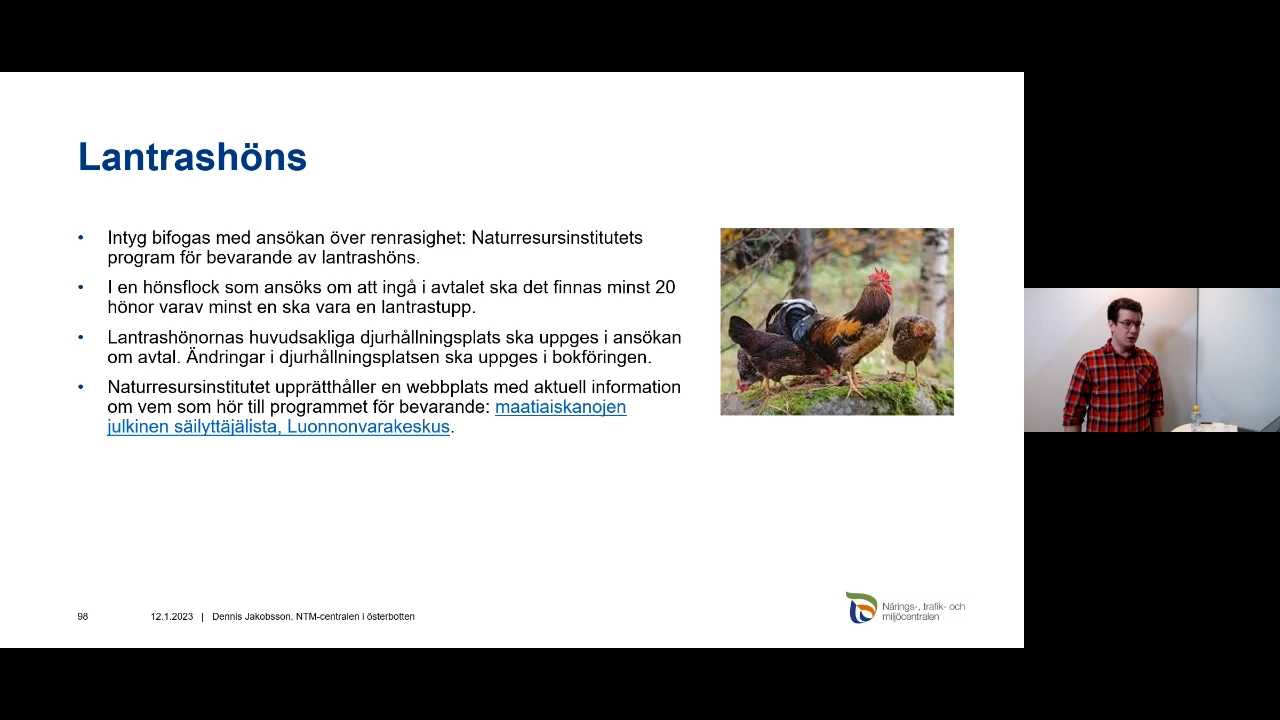 Lantrashöns
• Intyg bifogas med ansökan över renrasighet: Naturresursinstitutets
program för bevarande av lantrashöns.
• I en hönsflock som ansöks om att ingå i avtalet ska det finnas minst 20
hönor varav minst en ska vara en lantrastupp.
• Lantrashönornas huvudsakliga djurhållningsplats ska uppges i ansökan
om avtal. Ändringar i djurhållningsplatsen ska uppges i bokföringen.
• Naturresursinstitutet upprätthåller en webbplats med aktuell information
om vem som hör till programmet för bevarande: maatiaiskanojen
julkinen säilyttäjälista, Luonnonvarakeskus.
98 12.1.2023 | Dennis Jakobsson, NTM-centralen i österbotten
Närings-, trafik- och
miljöcentralen